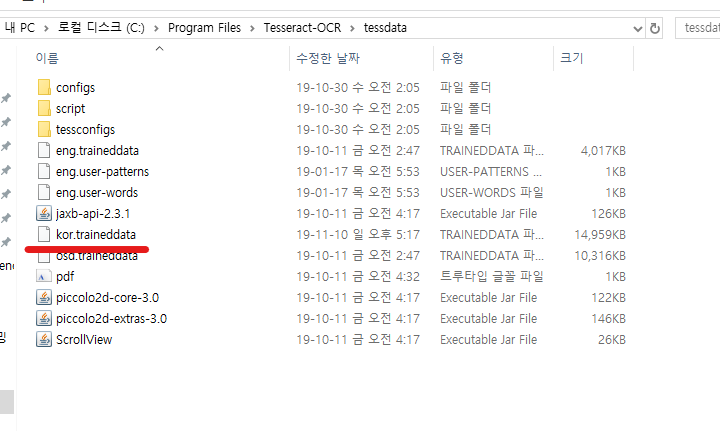 내 PC > 로컬 디스크 (C:) > Program Files > Tesseract-OCR > tessdata tessd
이름 수정한 날짜 유형 크기
configs 19-10-30 수 오전 2:05 파일 폴더
script 19-10-30 수 오전 2:05 파일 폴더
tessconfigs 19-10-30 수 오전 2:05 파일 폴더
eng.traineddata 19-10-11 금 오전 2:47 TRAINEDDATA 파... 4,017KB
eng.user-patterns 19-01-17 목 오전 5:53 USER-PATTERNS ... 1KB
eng.user-words 19-01-17 목 오전 5:53 USER-WORDS 파일 1KB
jaxb-api-2.3.1 19-10-11 금 오전 4:17 Executable Jar File 126KB
kor.traineddata 19-11-10 일 오후 5:17 TRAINEDDATA 파... 14,959KB
osd.traineddata 19-10-11 금 오전 2:47 TRAINEDDATA 파... 10,316KB
pdf 19-10-11 금 오전 4:32 트루타입 글꼴 파일 1KB
piccolo2d-core-3.0 19-10-11 금 오전 4:17 Executable Jar File 122KB
piccolo2d-extras-3.0 19-10-11 금 오전 4:17 Executable Jar File 146KB
ScrollView 19-10-11 금 오전 4:17 Executable Jar File 26KB